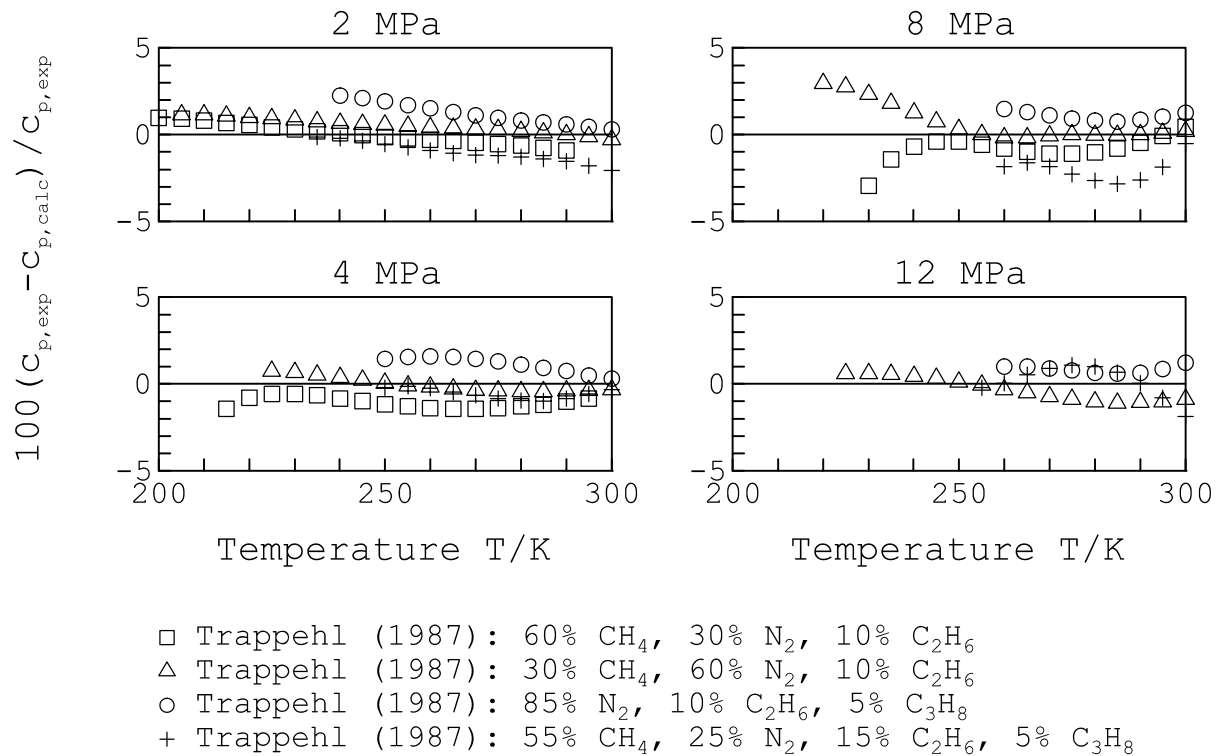 2 MPa
8 MPa
5
0
-5
5
0
-5
4 MPa
12 MPa
5
0
-5
5
0
-5
200
250
300
200
250
300
100(c_p,exp-c_p,calc)/c_p,exp
Temperature T/K
Temperature T/K
□ Trappehl (1987): 60% CH₄, 30% N₂, 10% C₂H₆
△ Trappehl (1987): 30% CH₄, 60% N₂, 10% C₂H₆
○ Trappehl (1987): 85% N₂, 10% C₂H₆, 5% C₃H₈
+ Trappehl (1987): 55% CH₄, 25% N₂, 15% C₂H₆, 5% C₃H₈